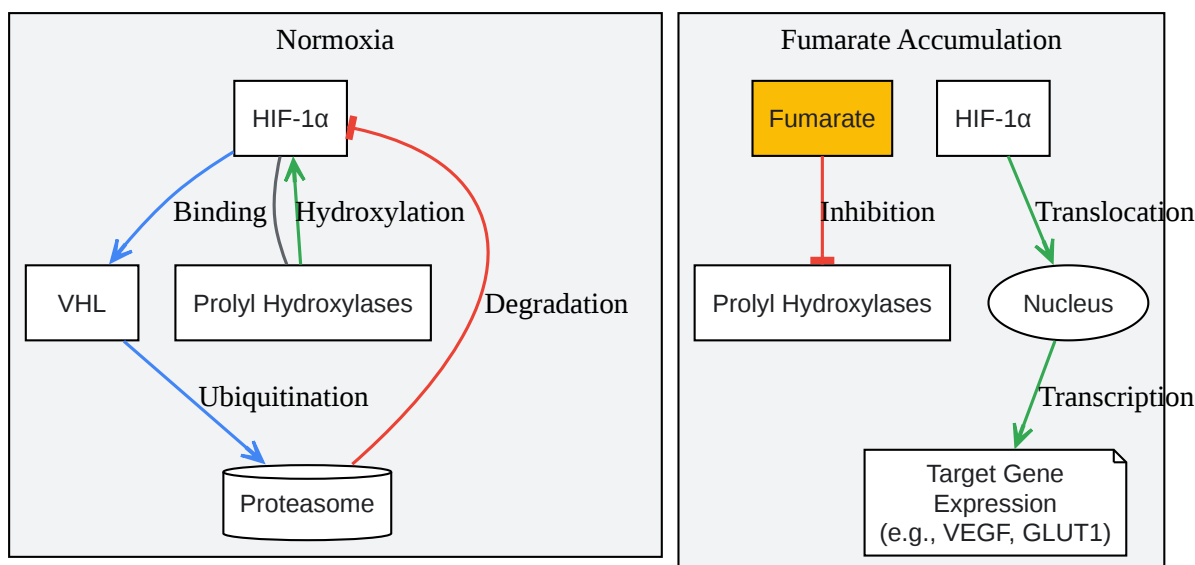 Normoxia
HIF-1α
Binding
Hydroxylation
VHL
Prolyl Hydroxylases
Degradation
Ubiquitination
Proteasome
Fumarate Accumulation
Fumarate
HIF-1α
Inhibition
Translocation
Prolyl Hydroxylases
Nucleus
Transcription
Target Gene
Expression
(e.g., VEGF, GLUT1)